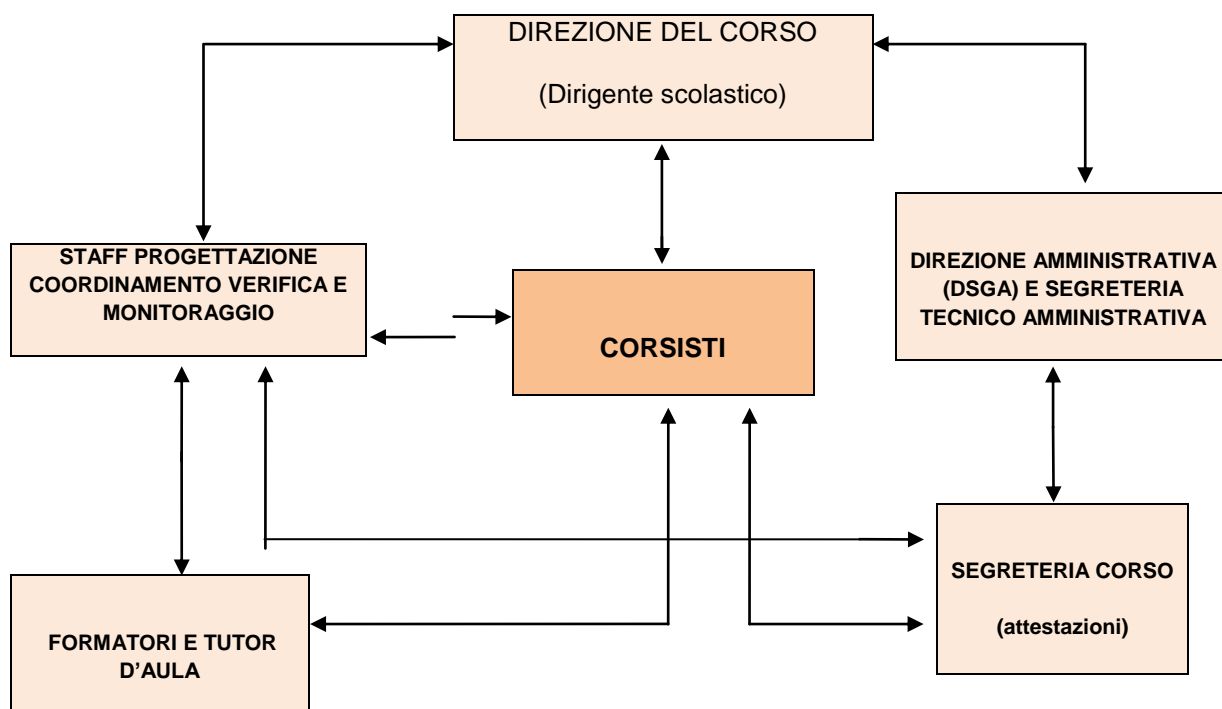 DIREZIONE DEL CORSO
(Dirigente scolastico)
STAFF PROGETTAZIONE
COORDINAMENTO VERIFICA E
MONITORAGGIO
DIREZIONE AMMINISTRATIVA
(DSGA) E SEGRETERIA
TECNICO AMMINISTRATIVA
CORSISTI
SEGRETERIA CORSO
(attestazioni)
FORMATORI E TUTOR
D’AULA